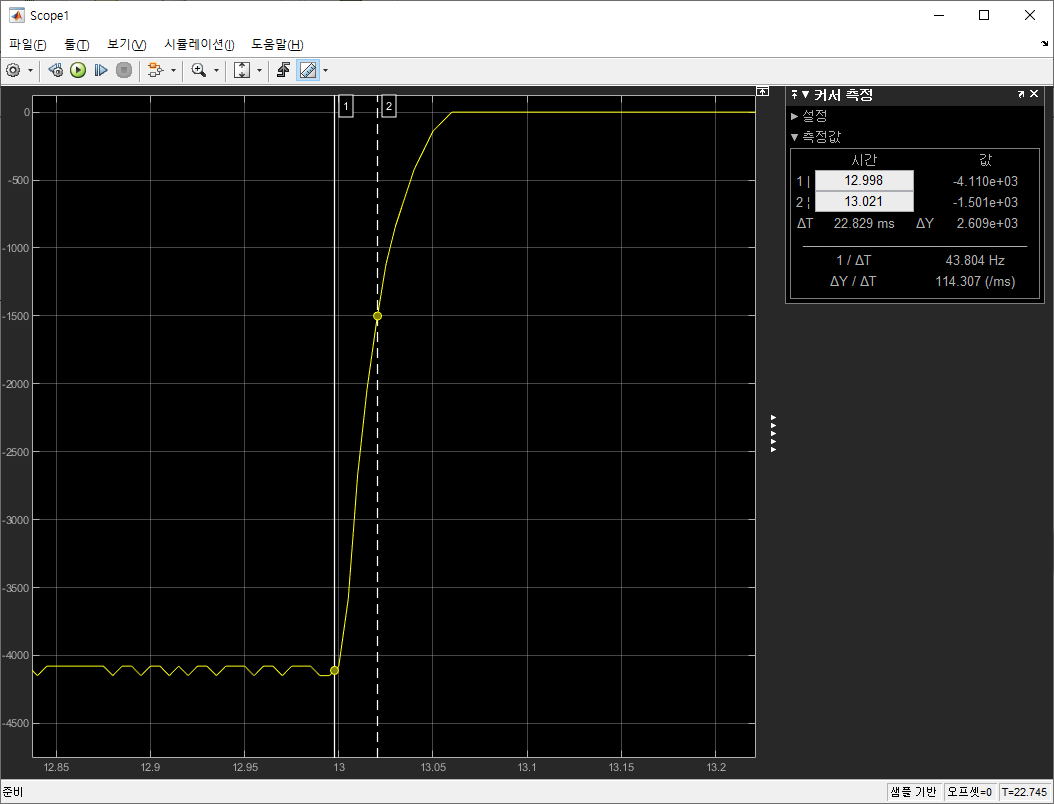 Scope1
파일(F) 툴(T) 보기(V) 시뮬레이션(I) 도움말(H)
1 2
0
-500
-1000
-1500
-2000
-2500
-3000
-3500
-4000
-4500
12.85 12.9 12.95 13 13.05 13.1 13.15 13.2
커서 측정
설정
측정값
시간 값
1 | 12.998 -4.110e+03
2 ¦ 13.021 -1.501e+03
ΔT 22.829 ms ΔY 2.609e+03
1 / ΔT 43.804 Hz
ΔY / ΔT 114.307 (/ms)
준비 샘플 기반 오프셋=0 T=22.745